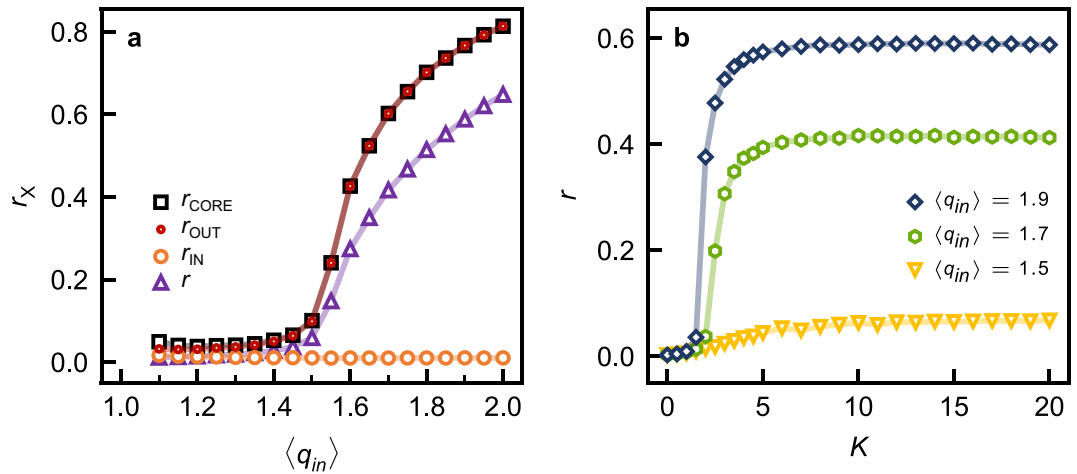 a
0.8
0.6
0.4
0.2
0.0
r_X
r_CORE
r_OUT
r_IN
r
1.0 1.2 1.4 1.6 1.8 2.0
⟨q_in⟩
b
0.6
0.4
0.2
0.0
r
⟨q_in⟩ = 1.9
⟨q_in⟩ = 1.7
⟨q_in⟩ = 1.5
0 5 10 15 20
K